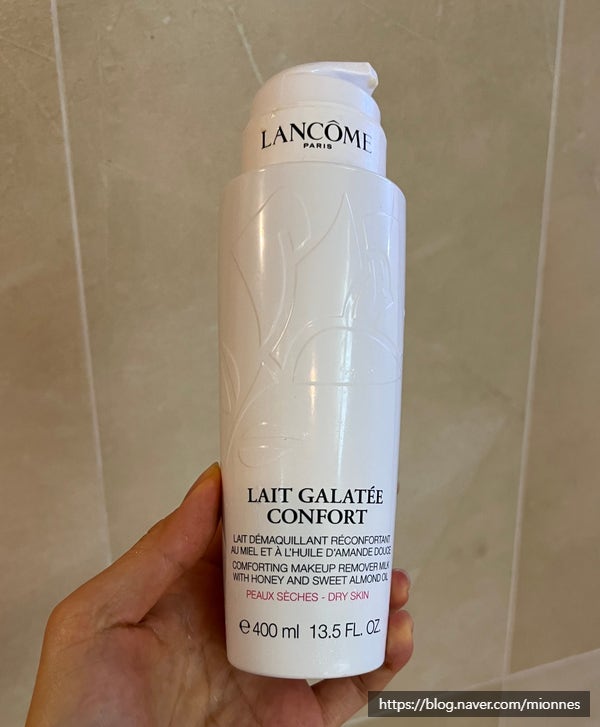 LANCÔME
PARIS
LAIT GALATÉE
CONFORT
LAIT DÉMAQUILLANT RÉCONFORTANT
AU MIEL ET À L'HUILE D'AMANDE DOUCE
COMFORTING MAKEUP REMOVER MILK
WITH HONEY AND SWEET ALMOND OIL
PEAUX SÈCHES - DRY SKIN
℮ 400 ml 13.5 FL. OZ
https://blog.naver.com/mionnes